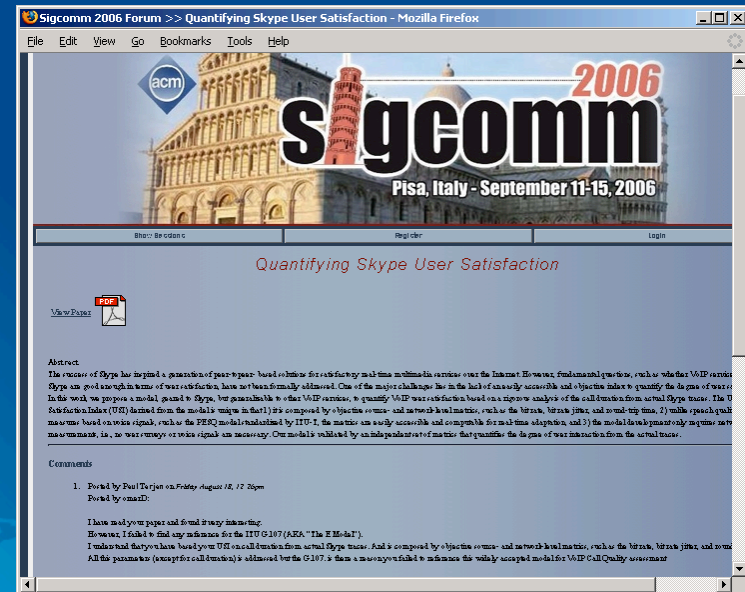 Sigcomm 2006 Forum >> Quantifying Skype User Satisfaction - Mozilla Firefox
File Edit View Go Bookmarks Tools Help
acm
2006
sigcomm
Pisa, Italy - September 11-15, 2006
Show Sessions Register Login
Quantifying Skype User Satisfaction
View Paper
PDF
Abstract
The success of Skype has inspired a generation of peer-to-peer- based solutions for satisfactory real-time multimedia services over the Internet. However, fundamental questions, such as whether VoIP service
Skype are good enough in terms of user satisfaction, have not been formally addressed. One of the major challenges lies in the lack of an easily accessible and objective index to quantify the degree of user s
In this work, we propose a model, geared to Skype, but generalisable to other VoIP services, to quantify VoIP user satisfaction based on a rigorous analysis of the call duration from actual Skype traces. The U
Satisfaction Index (USI) derived from the model is unique in that 1) it is composed by objective source- and network-level metrics, such as the bit rate, bit rate jitter, and round-trip time, 2) unlike speech quali
measures based on voice signals, such as the PESQ model standardized by ITU-T, the metrics are easily accessible and computable for real-time adaptation, and 3) the model development only requires netw
measurements, i.e., no user surveys or voice signals are necessary. Our model is validated by an independent set of metrics that quantifies the degree of user interaction from the actual traces.
Comments
1. Posted by Paul Terjen on Friday August 18, 12 26pm
Posted by omerD:
I have read your paper and found it very interesting.
However, I failed to find any reference for the ITU G.107 (AKA "The E Model").
I understand that you have based your USI on call duration from actual Skype traces. And is composed by objective source- and network-level metrics, such as the bit rate, bit rate jitter, and round
All this parameters (except for call duration) is addressed but the G.107. is there a reason you failed to reference this widely accepted model for VoIP Call Quality assessment